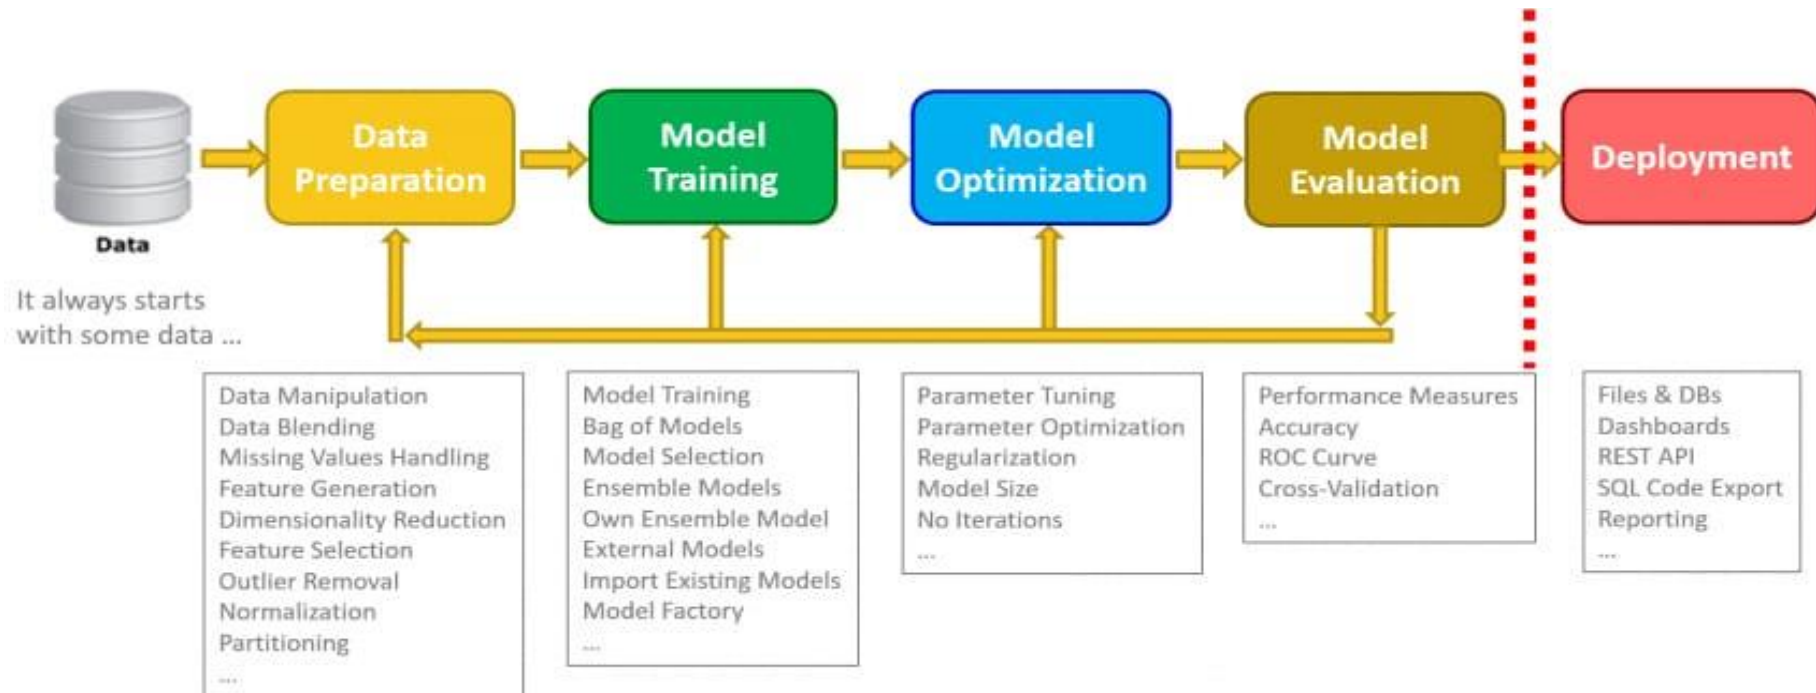 Data
Preparation
Model
Training
Model
Optimization
Model
Evaluation
Deployment
Data
It always starts
with some data ...
Data Manipulation
Data Blending
Missing Values Handling
Feature Generation
Dimensionality Reduction
Feature Selection
Outlier Removal
Normalization
Partitioning
...
Model Training
Bag of Models
Model Selection
Ensemble Models
Own Ensemble Model
External Models
Import Existing Models
Model Factory
...
Parameter Tuning
Parameter Optimization
Regularization
Model Size
No Iterations
...
Performance Measures
Accuracy
ROC Curve
Cross-Validation
...
Files & DBs
Dashboards
REST API
SQL Code Export
Reporting
...